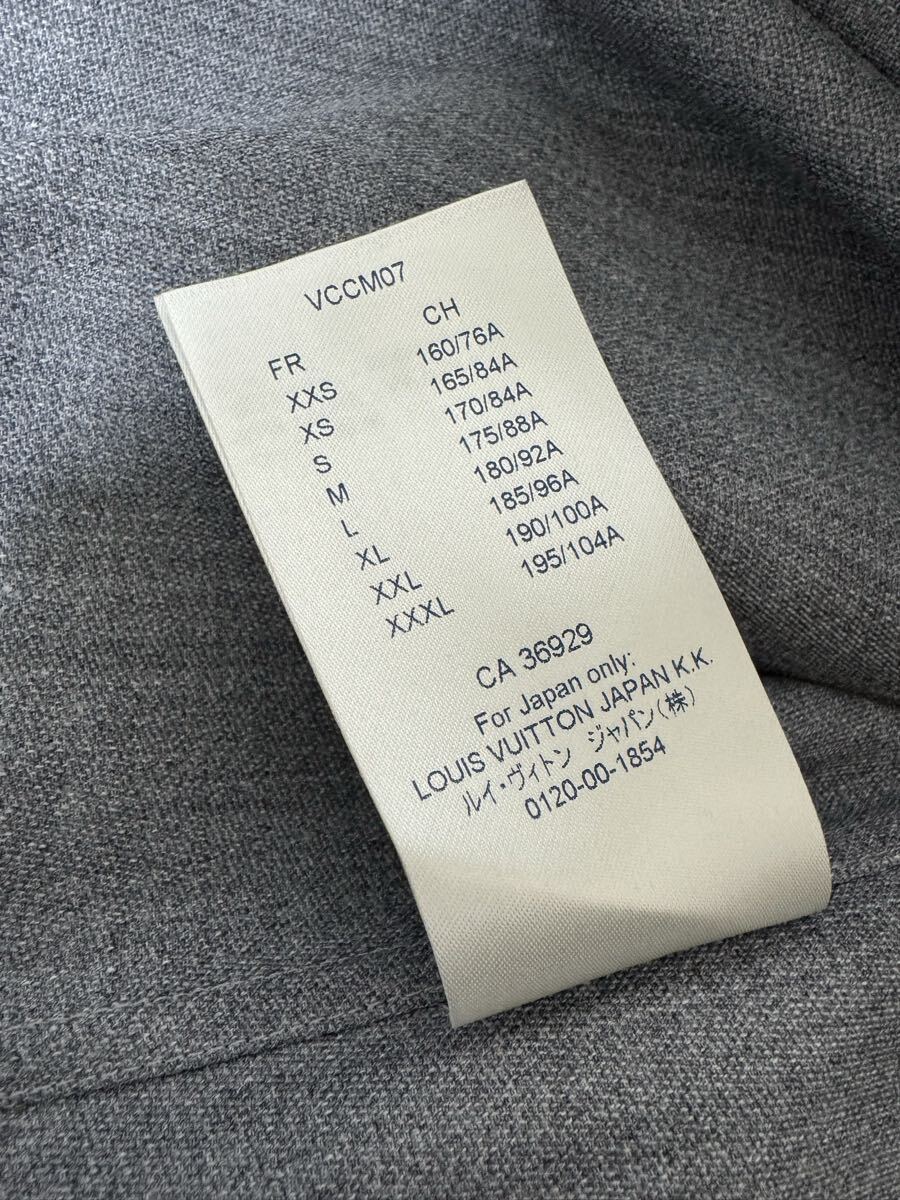 VCCM07
FR CH
XXS 160/76A
XS 165/84A
S 170/84A
M 175/88A
L 180/92A
XL 185/96A
XXL 190/100A
XXXL 195/104A
CA 36929
For Japan only:
LOUIS VUITTON JAPAN K.K.
ルイ・ヴィトン ジャパン(株)
0120-00-1854